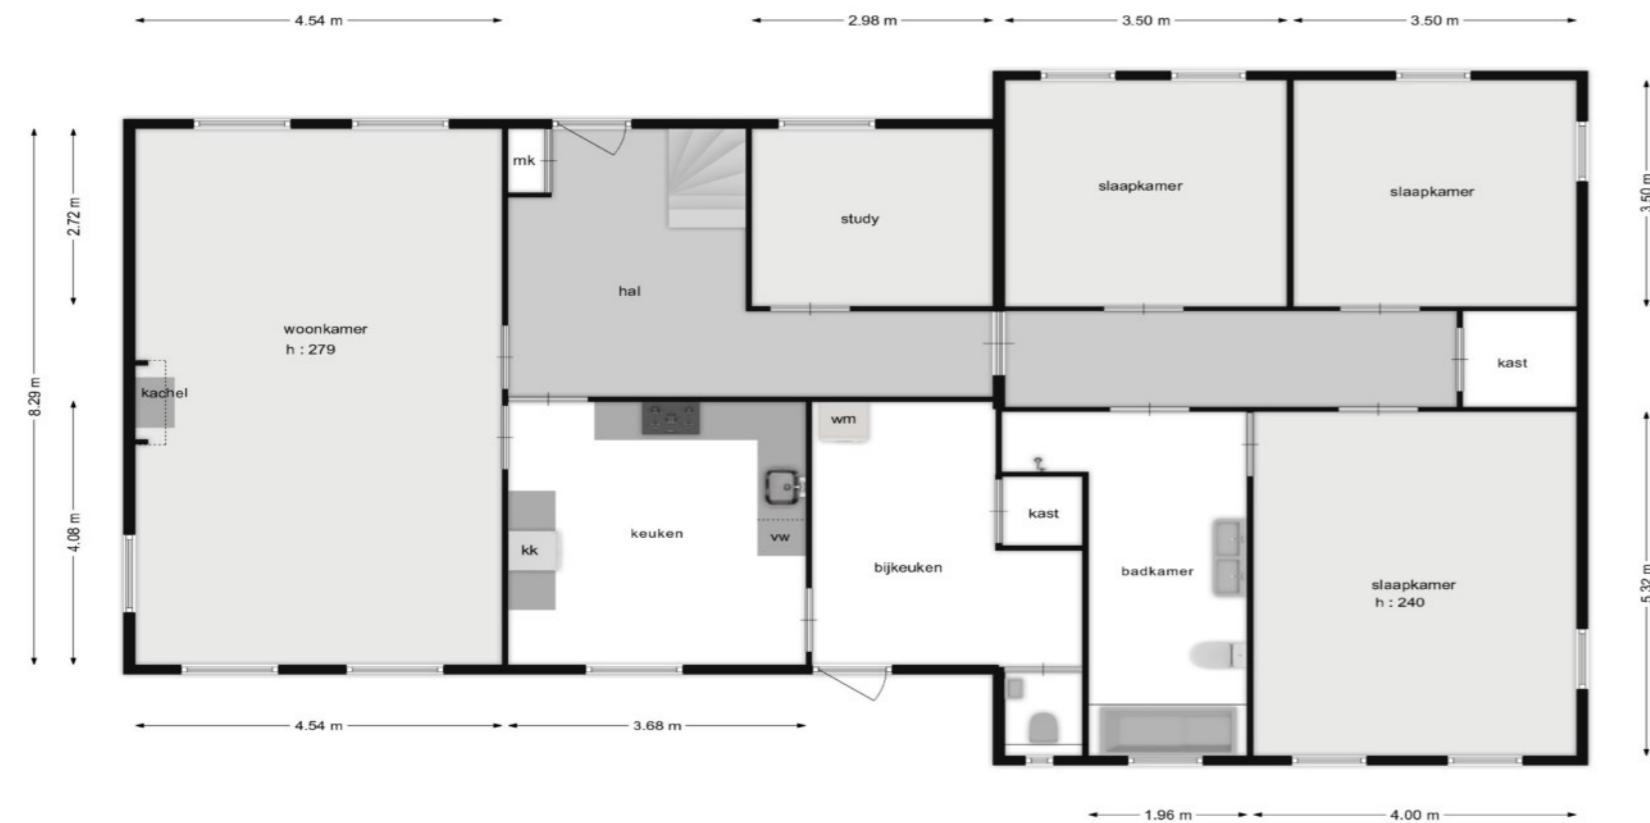 4.54 m
2.98 m
3.50 m
3.50 m
mk
slaapkamer
slaapkamer
3.50 m
2.72 m
study
hal
woonkamer
h : 279
kast
8.29 m
kachel
wm
4.08 m
kast
keuken
vw
kk
bijkeuken
badkamer
slaapkamer
h : 240
5.32 m
4.54 m
3.68 m
1.96 m
4.00 m